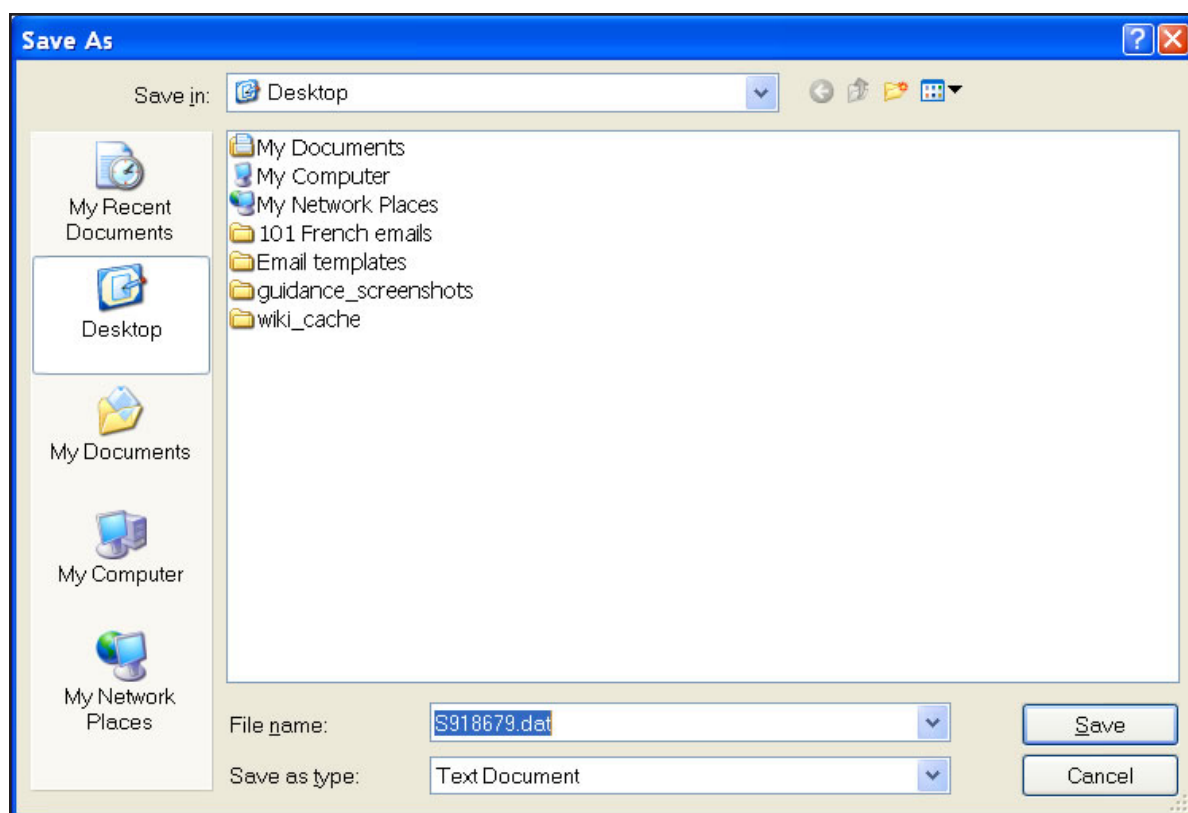 Save As
Save in:
Desktop
My Recent
Documents
Desktop
My Documents
My Computer
My Network
Places
My Documents
My Computer
My Network Places
101 French emails
Email templates
guidance_screenshots
wiki_cache
File name:
S918679.dat
Save
Save as type:
Text Document
Cancel